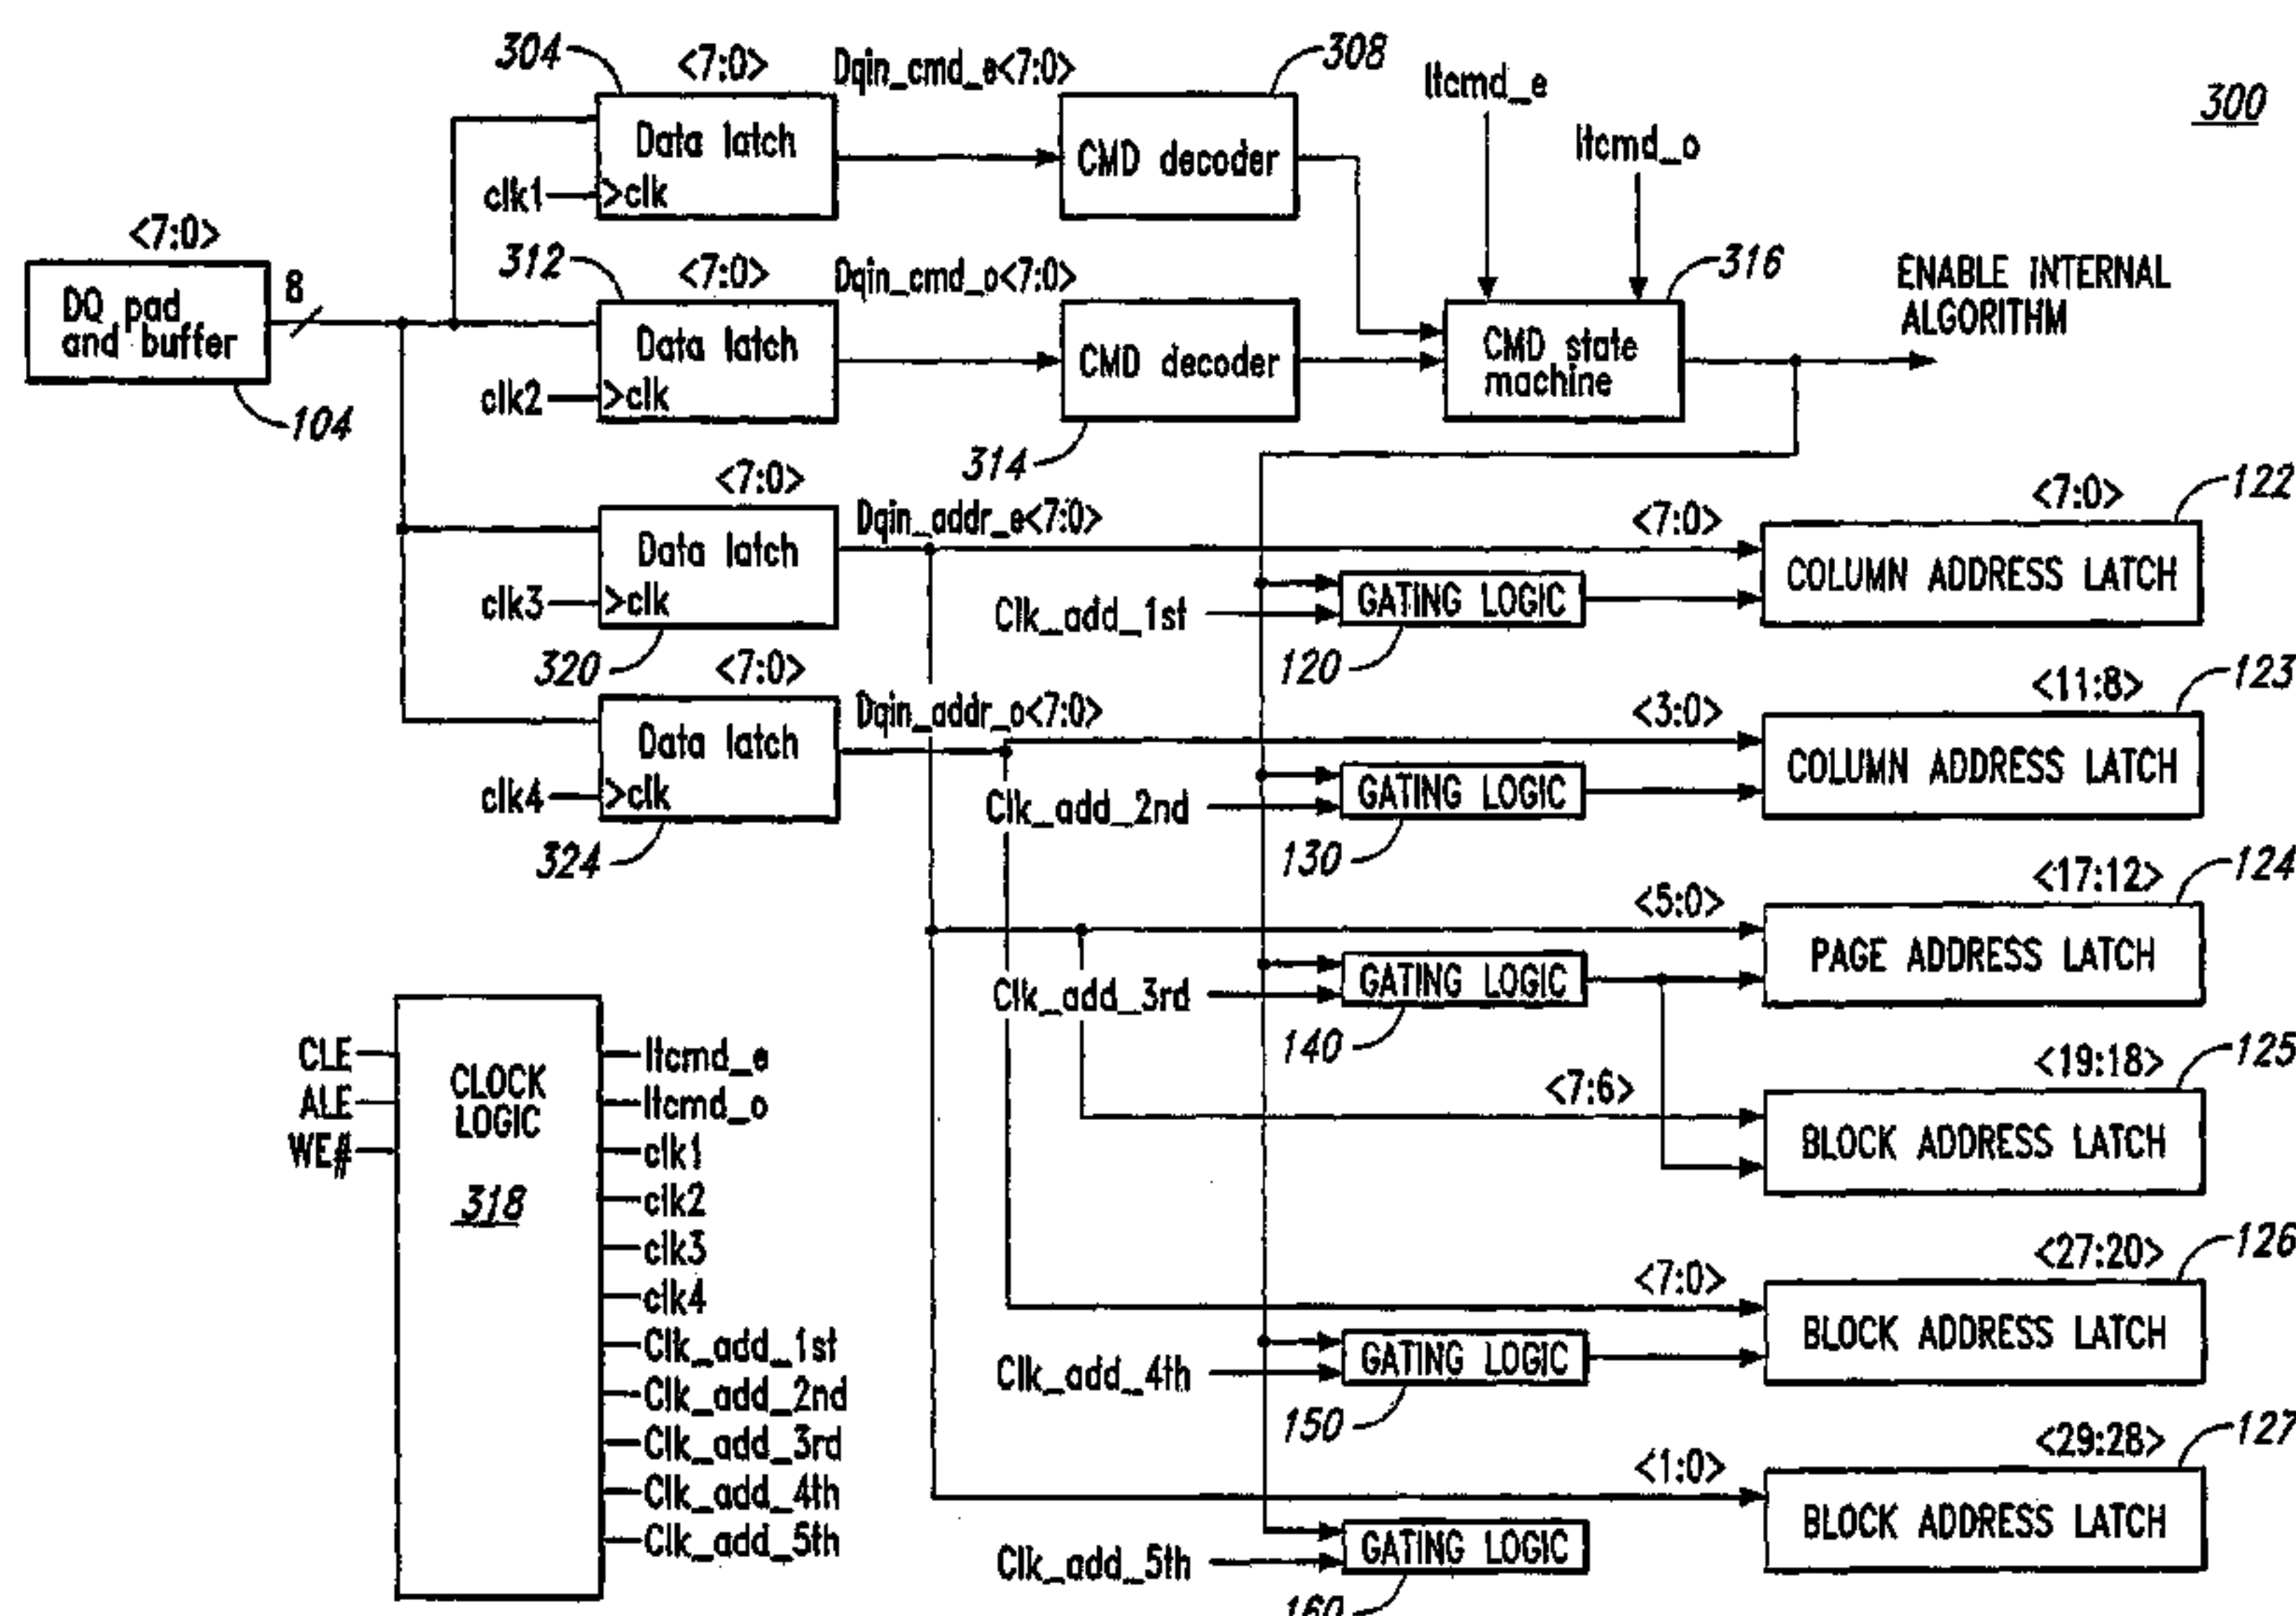 300
304
<7:0>
Dqin_cmd_e<7:0>
308
ltcmd_e
ltcmd_o
Data latch
clk1
>clk
CMD decoder
<7:0>
DQ pad
and buffer
8
104
312
<7:0>
Dqin_cmd_o<7:0>
Data latch
clk2
>clk
CMD decoder
314
316
CMD state
machine
ENABLE INTERNAL
ALGORITHM
<7:0>
Dqin_addr_e<7:0>
Data latch
clk3
>clk
320
<7:0>
<7:0>
122
COLUMN ADDRESS LATCH
Clk_add_1st
GATING LOGIC
120
<7:0>
Dqin_addr_o<7:0>
Data latch
clk4
>clk
324
<3:0>
<11:8>
123
COLUMN ADDRESS LATCH
Clk_add_2nd
GATING LOGIC
130
<5:0>
<17:12>
124
PAGE ADDRESS LATCH
Clk_add_3rd
GATING LOGIC
140
<7:6>
<19:18>
125
BLOCK ADDRESS LATCH
<7:0>
<27:20>
126
BLOCK ADDRESS LATCH
Clk_add_4th
GATING LOGIC
150
<1:0>
<29:28>
127
BLOCK ADDRESS LATCH
Clk_add_5th
GATING LOGIC
160
CLE
ALE
WE#
CLOCK
LOGIC
318
ltcmd_e
ltcmd_o
clk1
clk2
clk3
clk4
Clk_add_1st
Clk_add_2nd
Clk_add_3rd
Clk_add_4th
Clk_add_5th